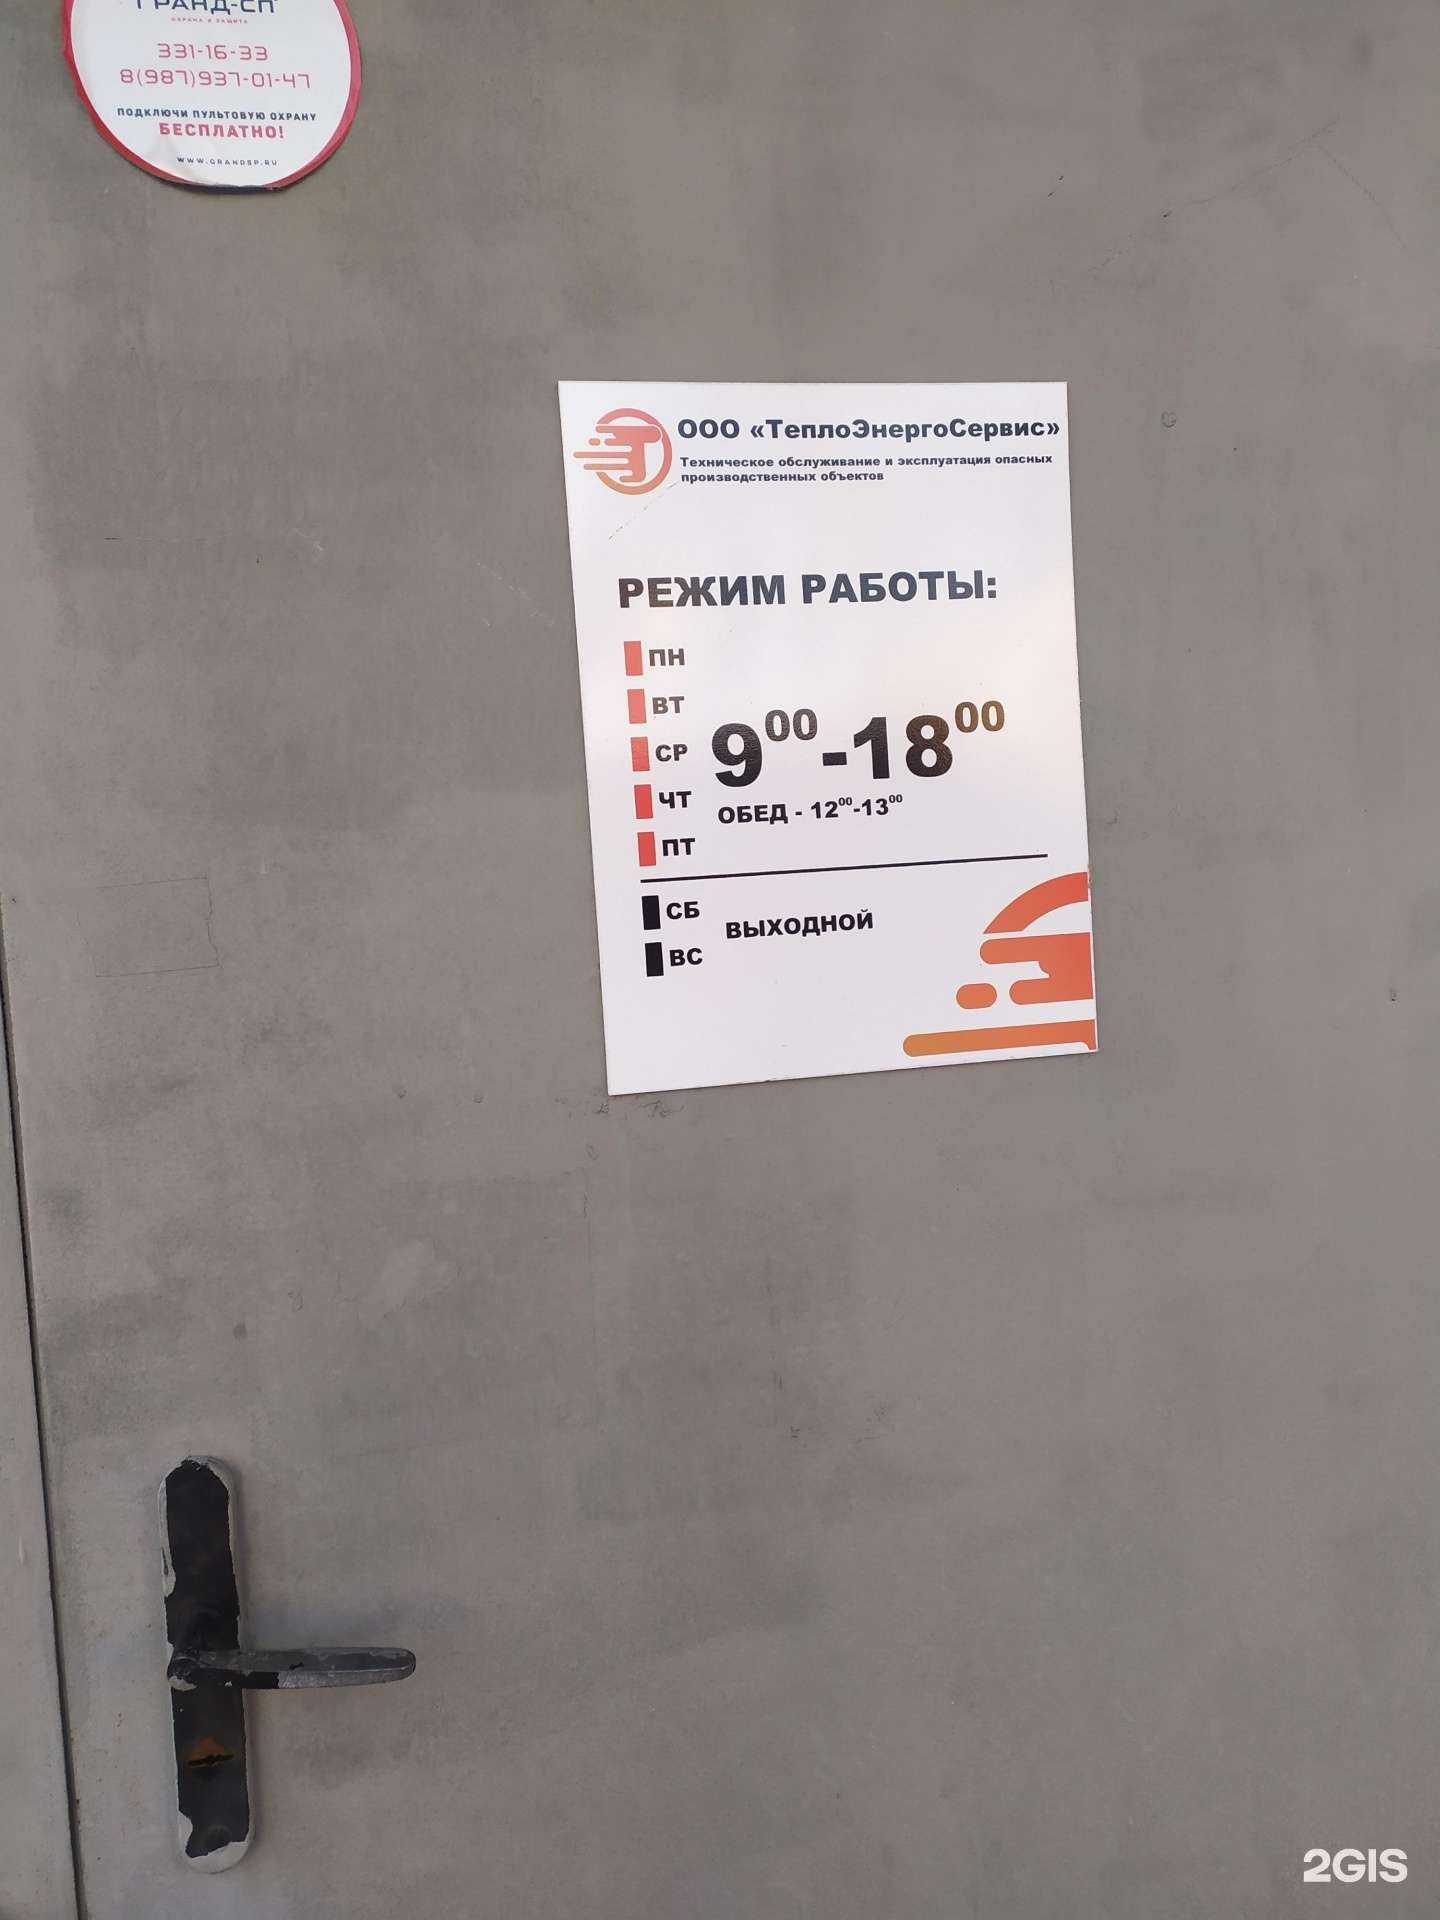 ГРАНД-СП
ОХРАНА И ЗАЩИТА
331-16-33
8(987)937-01-47
ПОДКЛЮЧИ ПУЛЬТОВУЮ ОХРАНУ
БЕСПЛАТНО!
WWW.GRANDSP.RU
ООО «ТеплоЭнергоСервис»
Техническое обслуживание и эксплуатация опасных
производственных объектов
РЕЖИМ РАБОТЫ:
ПН
ВТ
СР
ЧТ
ПТ
9⁰⁰-18⁰⁰
ОБЕД - 12⁰⁰-13⁰⁰
СБ
ВС
ВЫХОДНОЙ
2GIS